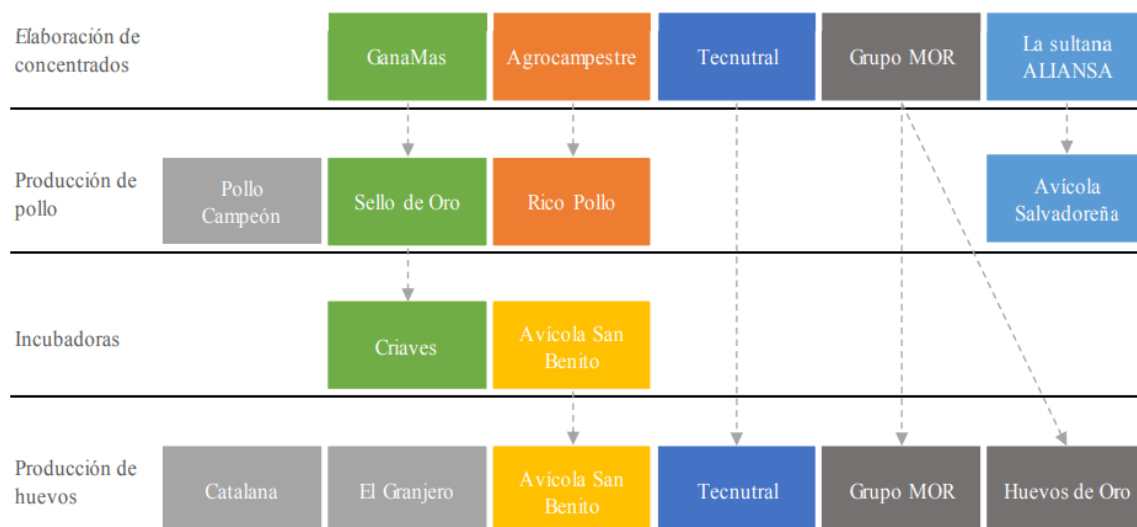 Elaboración de
concentrados
GanaMas
Agrocampestre
Tecnutral
Grupo MOR
La sultana
ALIANSA
Producción de
pollo
Pollo
Campeón
Sello de Oro
Rico Pollo
Avícola
Salvadoreña
Incubadoras
Criaves
Avícola San
Benito
Producción de
huevos
Catalana
El Granjero
Avícola San
Benito
Tecnutral
Grupo MOR
Huevos de Oro